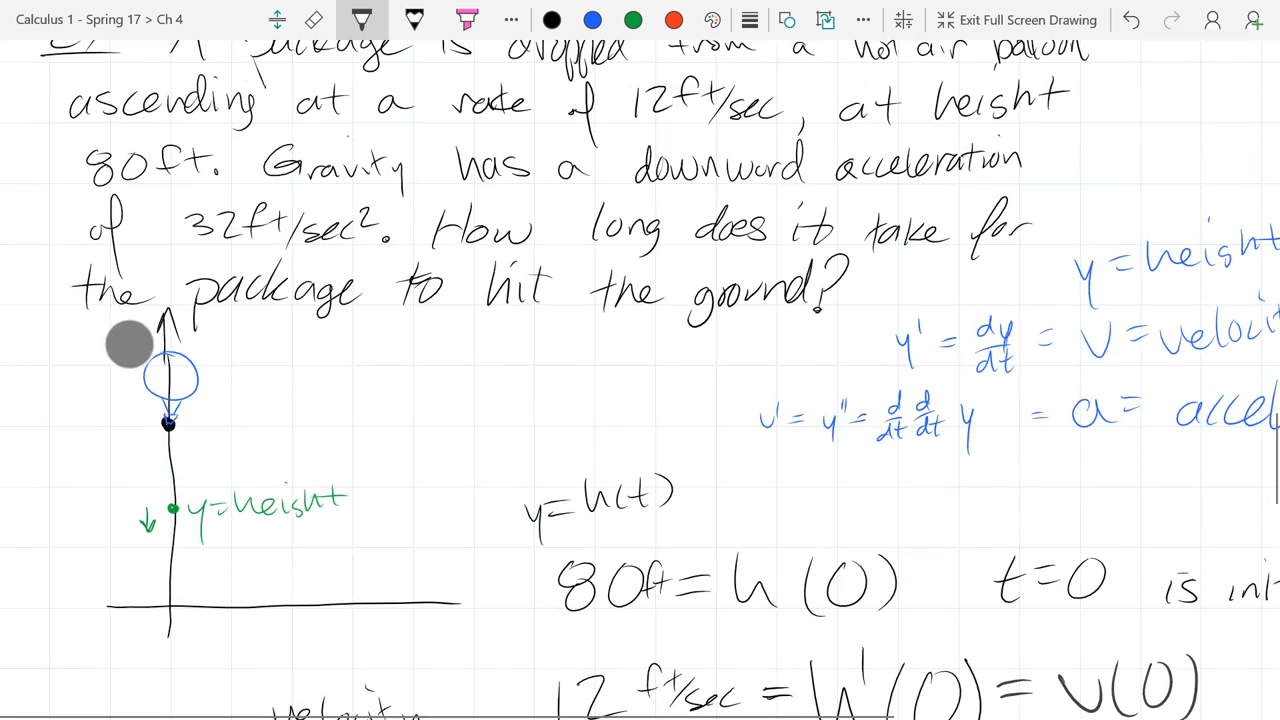 Calculus 1 - Spring 17 > Ch 4
Exit Full Screen Drawing
A package is dropped from a hot air balloon
ascending at a rate of 12ft/sec, at height
80ft. Gravity has a downward acceleration
of 32ft/sec². How long does it take for
the package to hit the ground?
y = height
y' = dy/dt = v = velocit
v' = y'' = d/dt d/dt y = a = accel
y=height
y=h(t)
80ft = h(0) t=0 is ini
12 ft/sec = h'(0) = v(0)
velocity